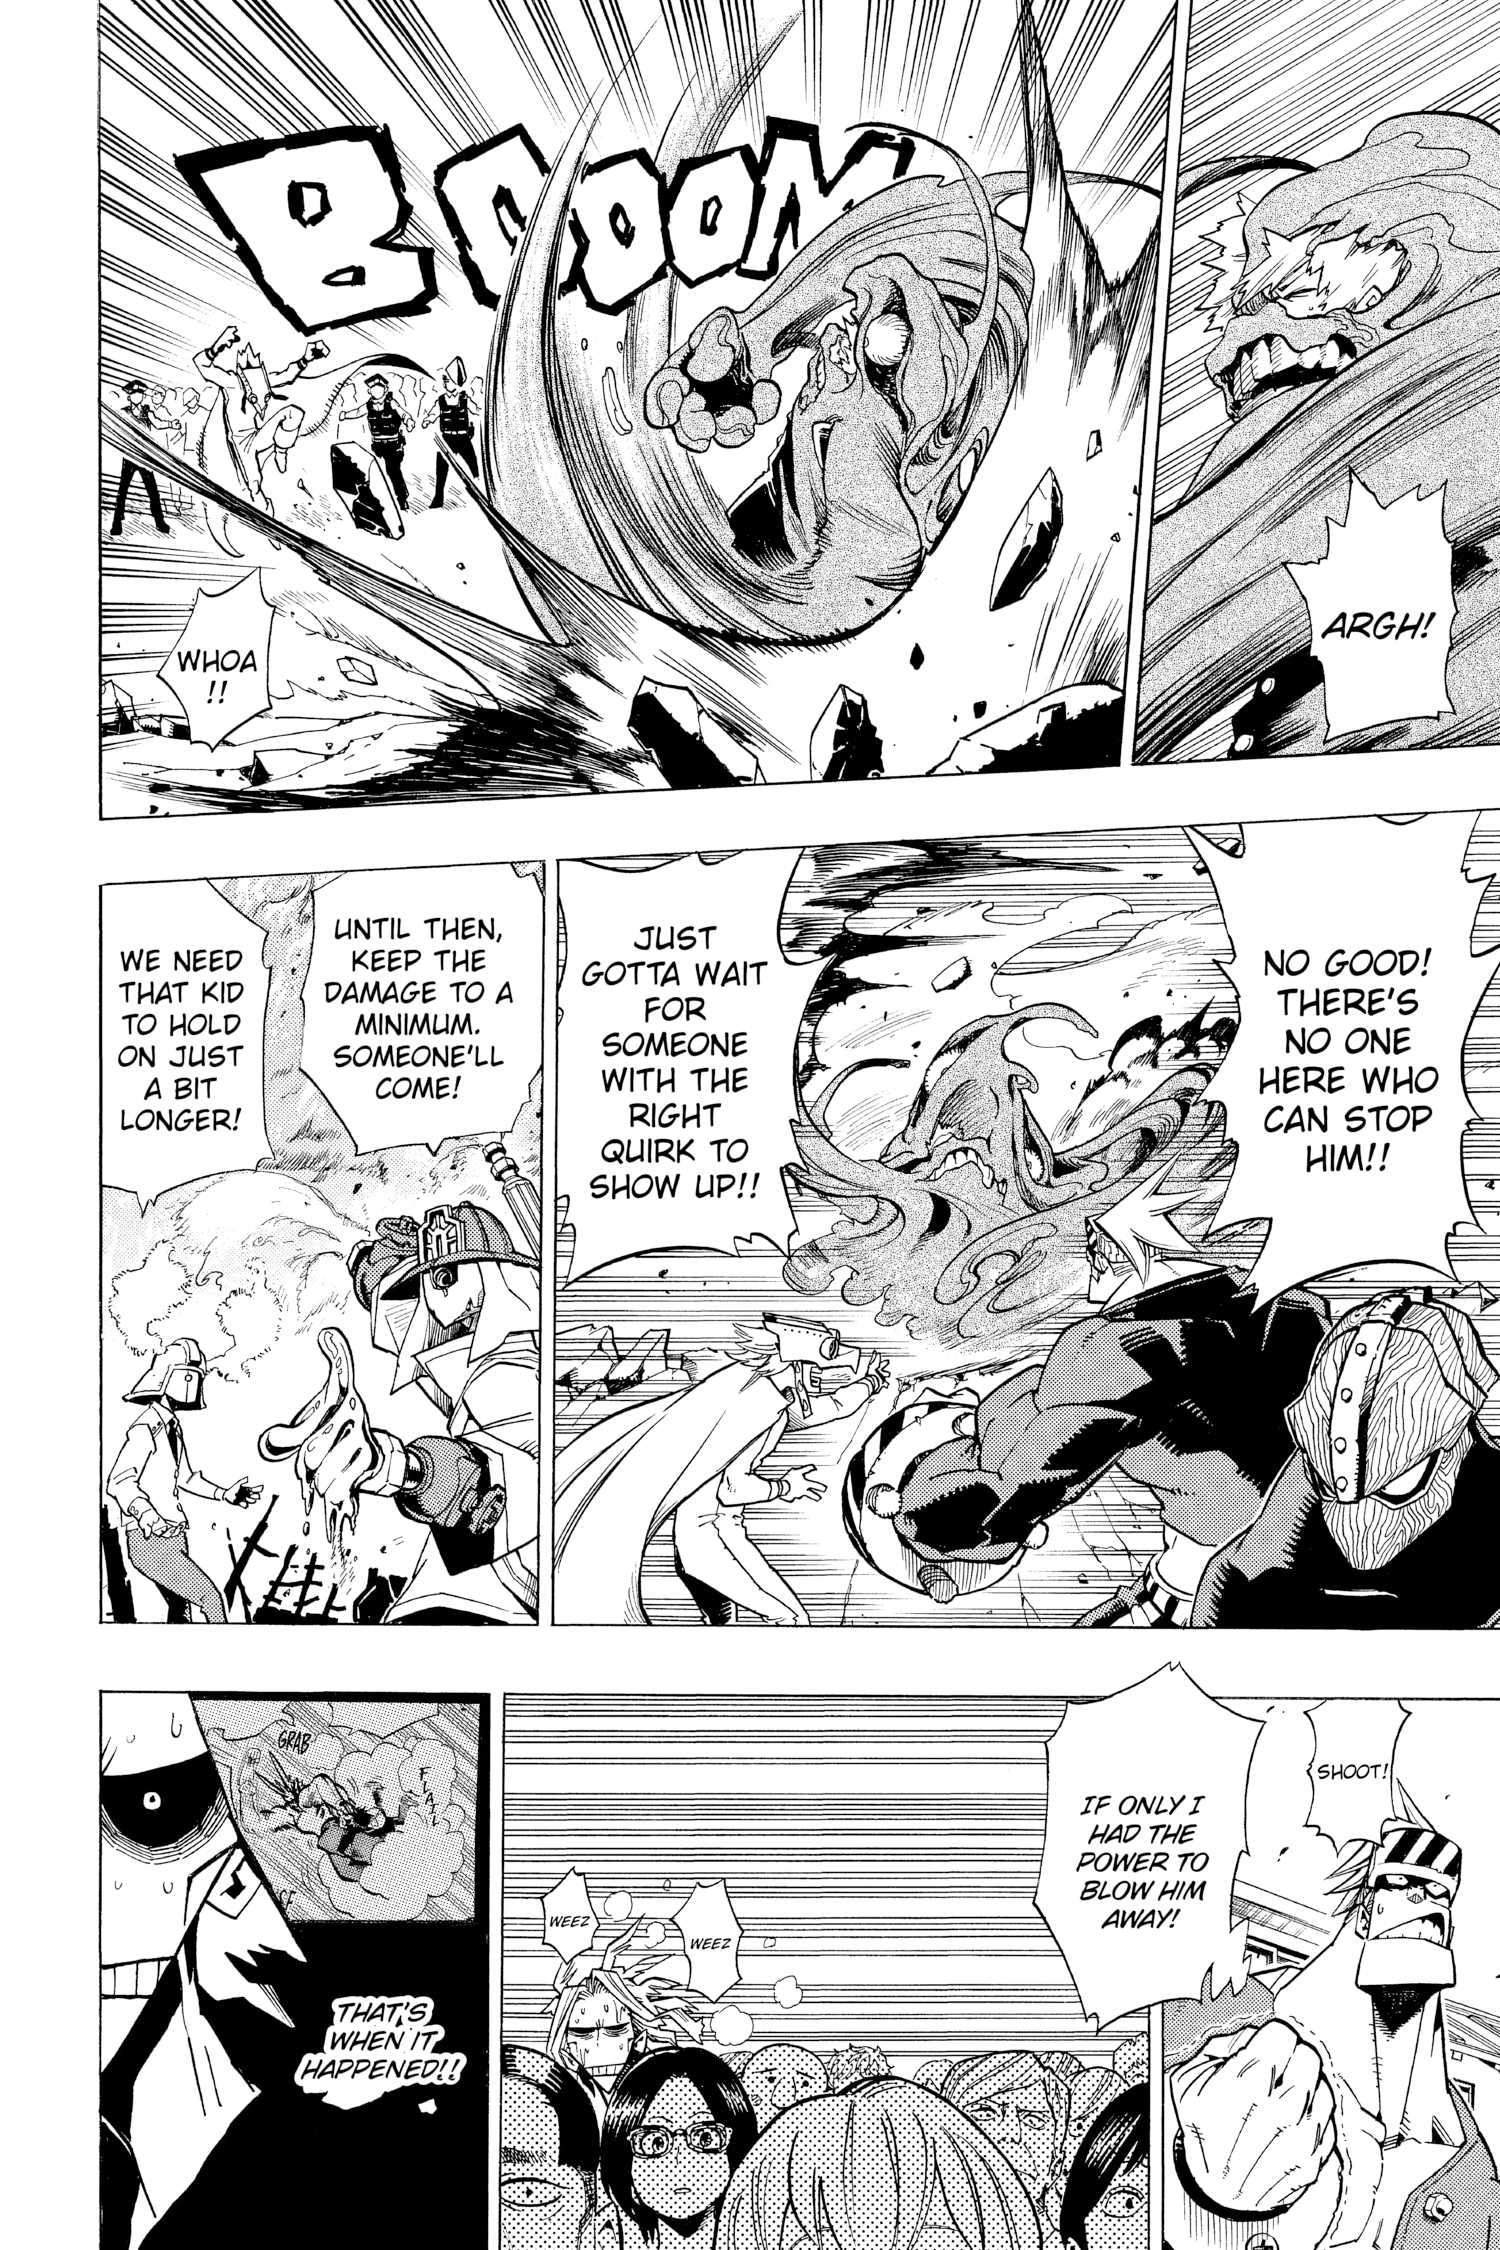 ARGH!
BOOOM
WHOA
!!
NO GOOD!
THERE'S
NO ONE
HERE WHO
CAN STOP
HIM!!
JUST
GOTTA WAIT
FOR
SOMEONE
WITH THE
RIGHT
QUIRK TO
SHOW UP!!
UNTIL THEN,
KEEP THE
DAMAGE TO A
MINIMUM.
SOMEONE'LL
COME!
WE NEED
THAT KID
TO HOLD
ON JUST
A BIT
LONGER!
SHOOT!
IF ONLY I
HAD THE
POWER TO
BLOW HIM
AWAY!
WEEZ
WEEZ
GRAB
THAT'S
WHEN IT
HAPPENED!!